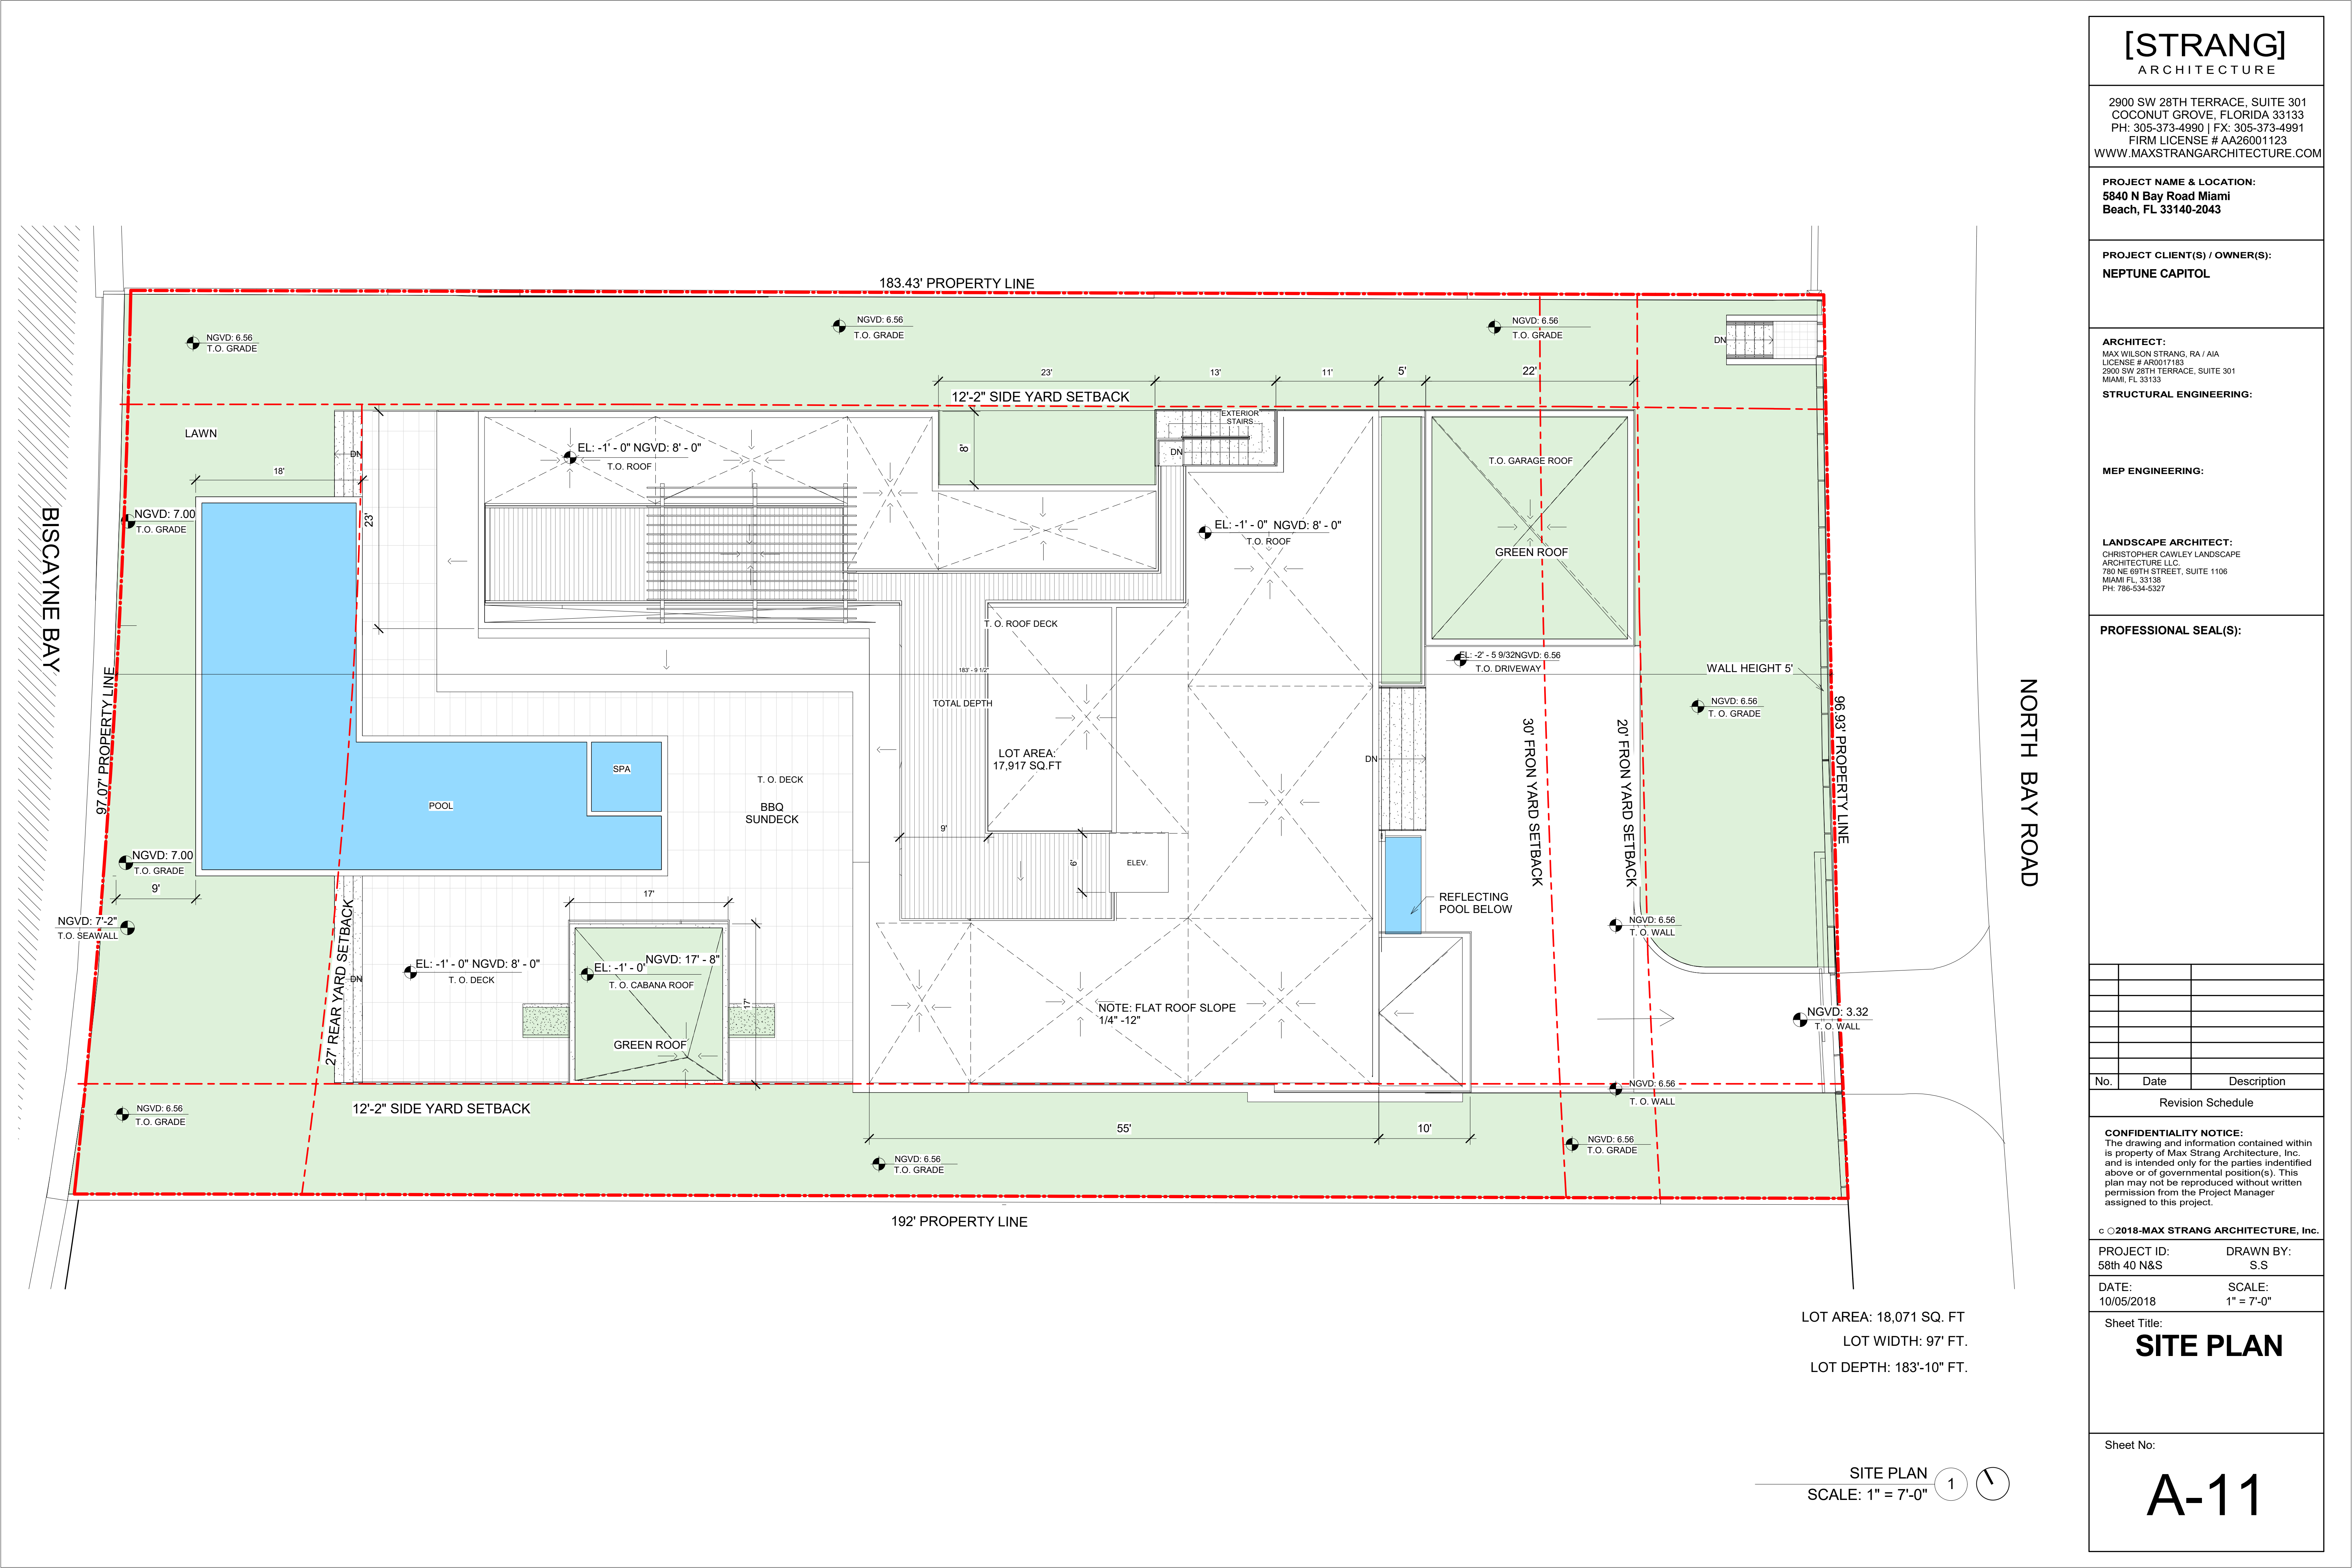 [STRANG]
ARCHITECTURE
2900 SW 28TH TERRACE, SUITE 301
COCONUT GROVE, FLORIDA 33133
PH: 305-373-4990 | FX: 305-373-4991
FIRM LICENSE # AA26001123
WWW.MAXSTRANGARCHITECTURE.COM
PROJECT NAME & LOCATION:
5840 N Bay Road Miami
Beach, FL 33140-2043
PROJECT CLIENT(S) / OWNER(S):
NEPTUNE CAPITOL
ARCHITECT:
MAX WILSON STRANG, RA / AIA
LICENSE # AR0017183
2900 SW 28TH TERRACE, SUITE 301
MIAMI, FL 33133
STRUCTURAL ENGINEERING:
MEP ENGINEERING:
LANDSCAPE ARCHITECT:
CHRISTOPHER CAWLEY LANDSCAPE
ARCHITECTURE LLC.
780 NE 69TH STREET, SUITE 1106
MIAMI FL, 33138
PH: 786-534-5327
PROFESSIONAL SEAL(S):
No. Date Description
Revision Schedule
CONFIDENTIALITY NOTICE:
The drawing and information contained within
is property of Max Strang Architecture, Inc.
and is intended only for the parties indentified
above or of governmental position(s). This
plan may not be reproduced without written
permission from the Project Manager
assigned to this project.
c 2018-MAX STRANG ARCHITECTURE, Inc.
PROJECT ID: DRAWN BY:
58th 40 N&S S.S
DATE: SCALE:
10/05/2018 1" = 7'-0"
Sheet Title:
SITE PLAN
Sheet No:
A-11
183.43' PROPERTY LINE
NGVD: 6.56
T.O. GRADE
NGVD: 6.56
T.O. GRADE
NGVD: 6.56
T.O. GRADE
DN
23'
13'
11'
5'
22'
12'-2" SIDE YARD SETBACK
EXTERIOR
STAIRS
LAWN
DN
EL: -1' - 0" NGVD: 8' - 0"
T.O. ROOF
8'
DN
T.O. GARAGE ROOF
18'
23'
NGVD: 7.00
T.O. GRADE
BISCAYNE BAY
EL: -1' - 0" NGVD: 8' - 0"
T.O. ROOF
GREEN ROOF
T. O. ROOF DECK
EL: -2' - 5 9/32NGVD: 6.56
T.O. DRIVEWAY
WALL HEIGHT 5'
183' - 9 1/2"
TOTAL DEPTH
NGVD: 6.56
T. O. GRADE
97.07' PROPERTY LINE
96.93' PROPERTY LINE
NORTH BAY ROAD
30' FRON YARD SETBACK
20' FRON YARD SETBACK
LOT AREA:
17,917 SQ.FT
DN
SPA
T. O. DECK
POOL
BBQ
SUNDECK
9'
6'
ELEV.
NGVD: 7.00
T.O. GRADE
9'
17'
REFLECTING
POOL BELOW
NGVD: 7'-2"
T.O. SEAWALL
NGVD: 6.56
T. O. WALL
27' REAR YARD SETBACK
DN
EL: -1' - 0" NGVD: 8' - 0"
T. O. DECK
EL: -1' - 0'
NGVD: 17' - 8"
T. O. CABANA ROOF
17'
NOTE: FLAT ROOF SLOPE
1/4" -12"
NGVD: 3.32
T. O. WALL
GREEN ROOF
NGVD: 6.56
T. O. WALL
NGVD: 6.56
T.O. GRADE
12'-2" SIDE YARD SETBACK
55'
10'
NGVD: 6.56
T.O. GRADE
NGVD: 6.56
T.O. GRADE
192' PROPERTY LINE
LOT AREA: 18,071 SQ. FT
LOT WIDTH: 97' FT.
LOT DEPTH: 183'-10" FT.
SITE PLAN
SCALE: 1" = 7'-0"
1